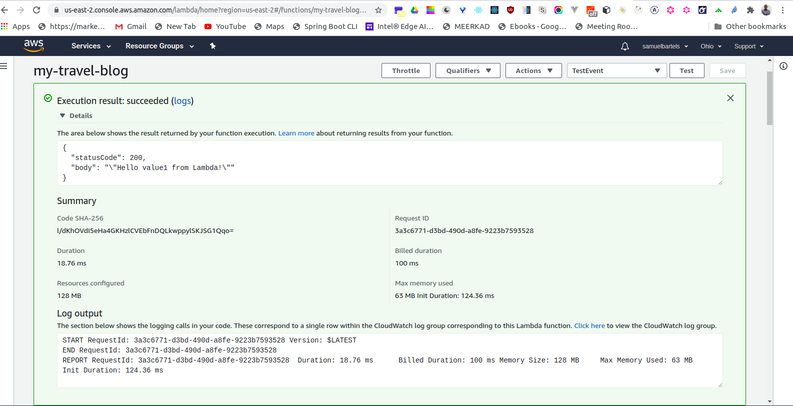 us-east-2.console.aws.amazon.com/lambda/home?region=us-east-2#/functions/my-travel-blog...
Apps https://marke... Gmail New Tab YouTube Maps Spring Boot CLI Intel® Edge AI... MEERKAD Ebooks - Goog... Meeting Roo... Other bookmarks
aws Services Resource Groups samuelbartels Ohio Support
my-travel-blog Throttle Qualifiers Actions TestEvent Test Save
Execution result: succeeded (logs)
Details
The area below shows the result returned by your function execution. Learn more about returning results from your function.
{
"statusCode": 200,
"body": "\"Hello value1 from Lambda!\""
}
Summary
Code SHA-256 Request ID
3a3c6771-d3bd-490d-a8fe-9223b7593528
Duration Billed duration
18.76 ms 100 ms
Resources configured Max memory used
128 MB 63 MB Init Duration: 124.36 ms
Log output
The section below shows the logging calls in your code. These correspond to a single row within the CloudWatch log group corresponding to this Lambda function. Click here to view the CloudWatch log group.
START RequestId: 3a3c6771-d3bd-490d-a8fe-9223b7593528 Version: $LATEST
END RequestId: 3a3c6771-d3bd-490d-a8fe-9223b7593528
REPORT RequestId: 3a3c6771-d3bd-490d-a8fe-9223b7593528 Duration: 18.76 ms Billed Duration: 100 ms Memory Size: 128 MB Max Memory Used: 63 MB
Init Duration: 124.36 ms